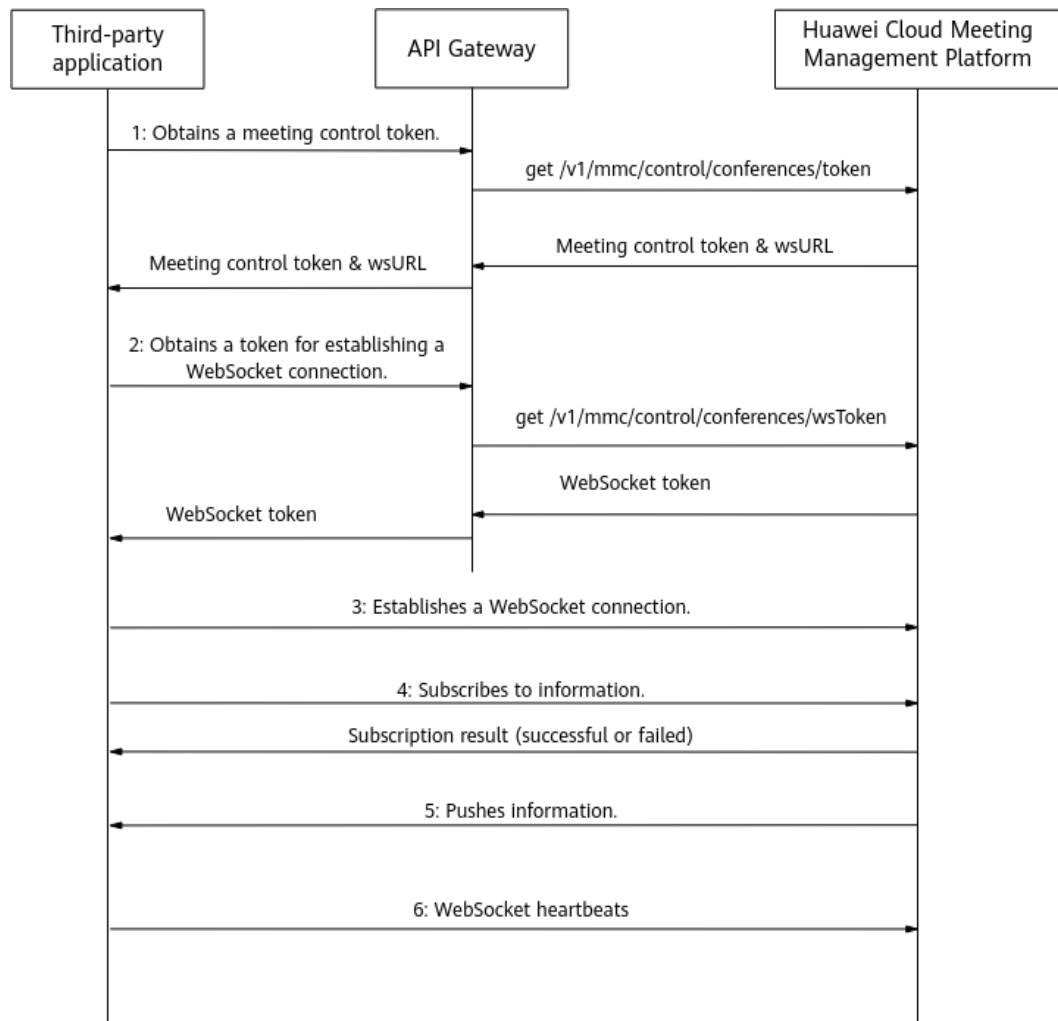 Third-party
application
API Gateway
Huawei Cloud Meeting
Management Platform
1: Obtains a meeting control token.
get /v1/mmc/control/conferences/token
Meeting control token & wsURL
Meeting control token & wsURL
2: Obtains a token for establishing a
WebSocket connection.
get /v1/mmc/control/conferences/wsToken
WebSocket token
WebSocket token
3: Establishes a WebSocket connection.
4: Subscribes to information.
Subscription result (successful or failed)
5: Pushes information.
6: WebSocket heartbeats